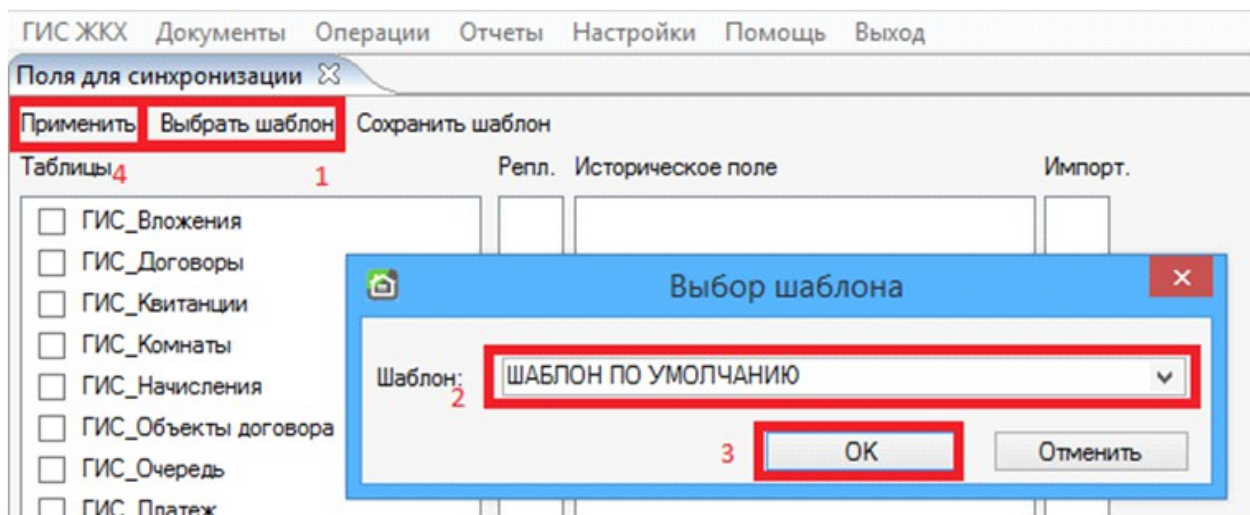 ГИС ЖКХ Документы Операции Отчеты Настройки Помощь Выход
Поля для синхронизации
Применить Выбрать шаблон Сохранить шаблон
Таблицы 4 1 Репл. Историческое поле Импорт.
ГИС_Вложения
ГИС_Договоры
ГИС_Квитанции
ГИС_Комнаты
ГИС_Начисления
ГИС_Объекты договора
ГИС_Очередь
ГИС_Платеж
Выбор шаблона
Шаблон: 2 ШАБЛОН ПО УМОЛЧАНИЮ
3 OK Отменить